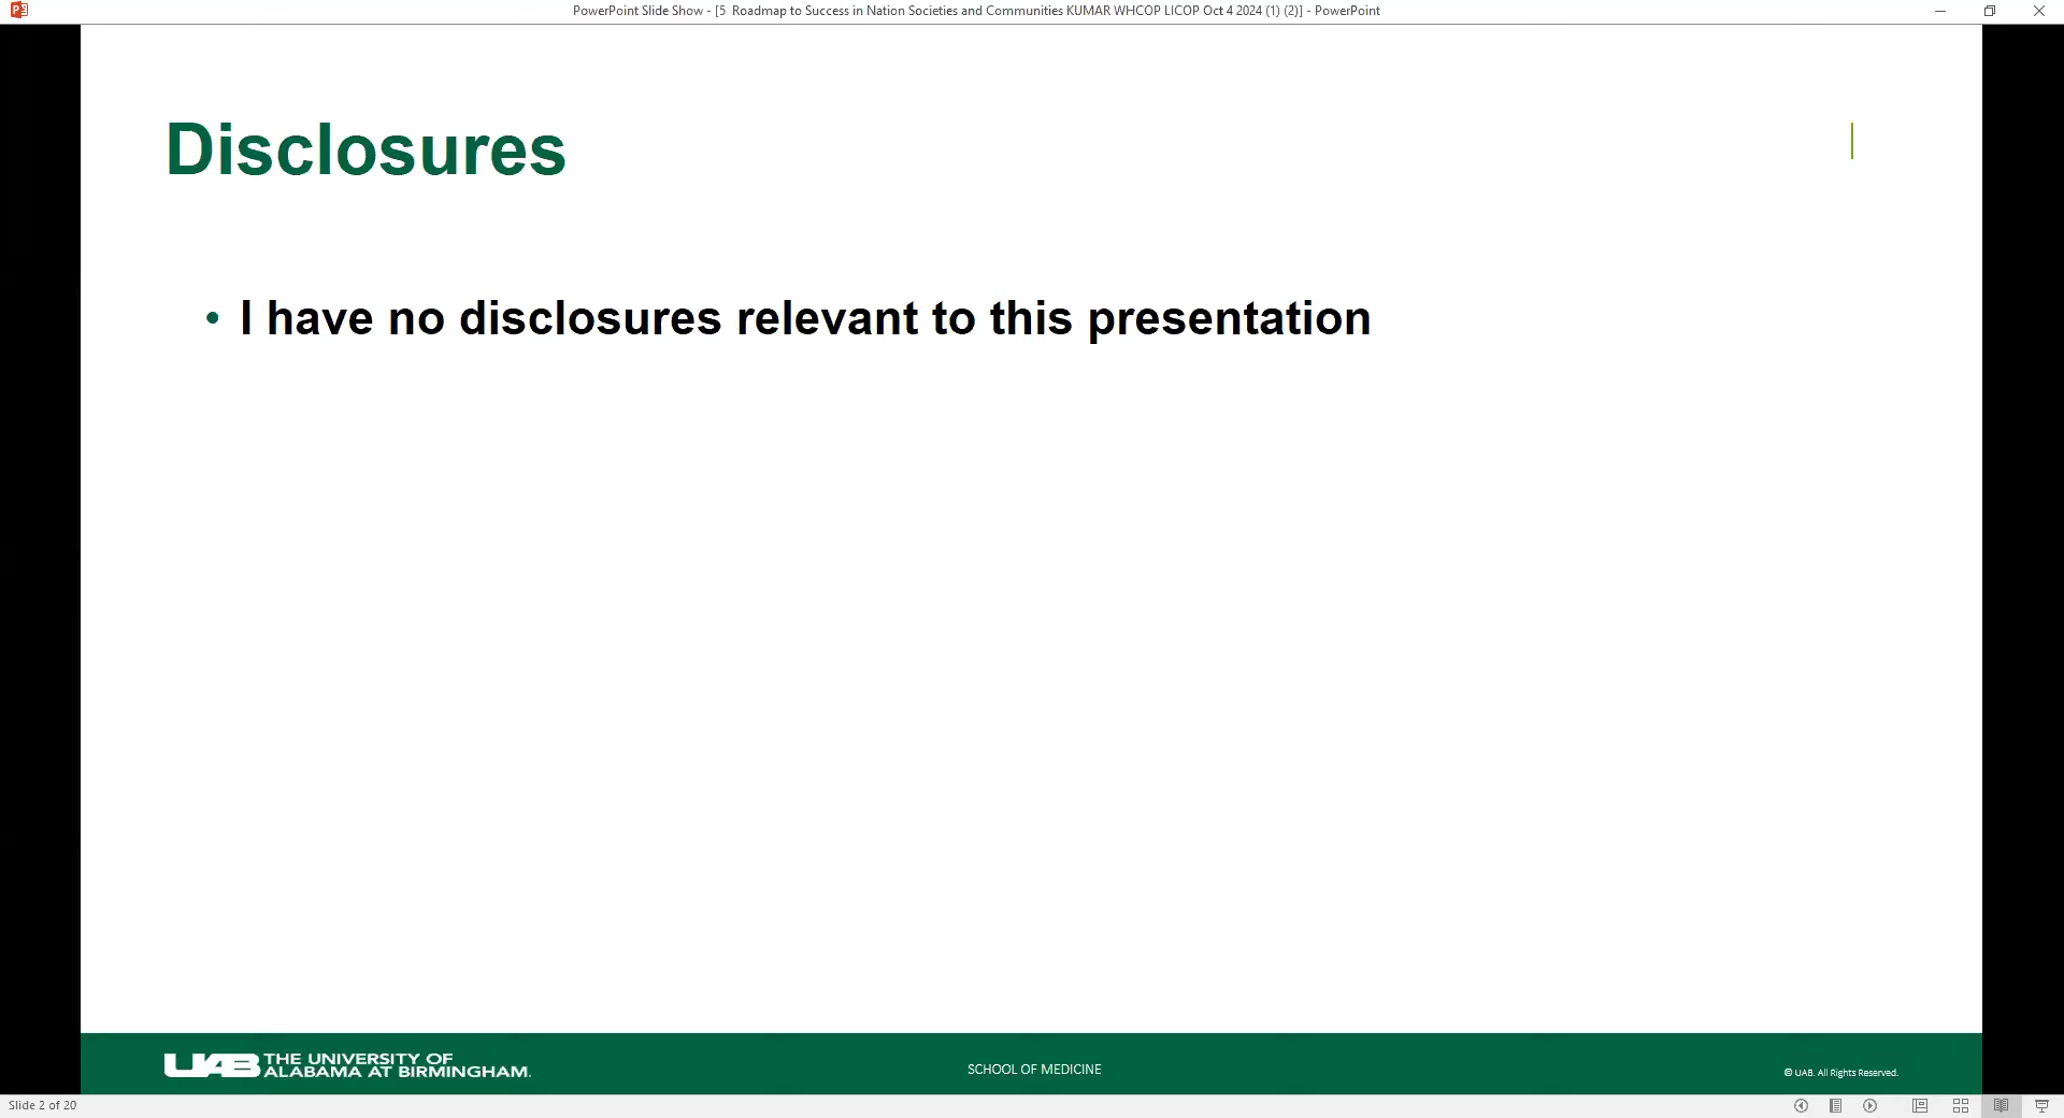 PowerPoint Slide Show - [5  Roadmap to Success in Nation Societies and Communities KUMAR WHCOP LICOP Oct 4 2024 (1) (2)] - PowerPoint
Disclosures
• I have no disclosures relevant to this presentation
UAB THE UNIVERSITY OF
ALABAMA AT BIRMINGHAM.
SCHOOL OF MEDICINE
© UAB. All Rights Reserved.
Slide 2 of 20